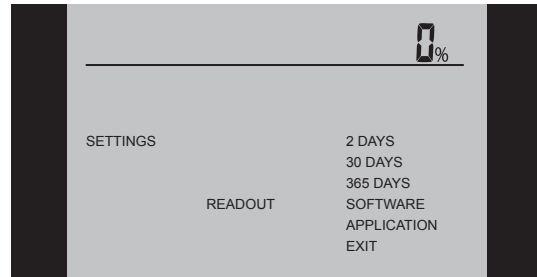 0%
SETTINGS 2 DAYS
30 DAYS
365 DAYS
READOUT SOFTWARE
APPLICATION
EXIT